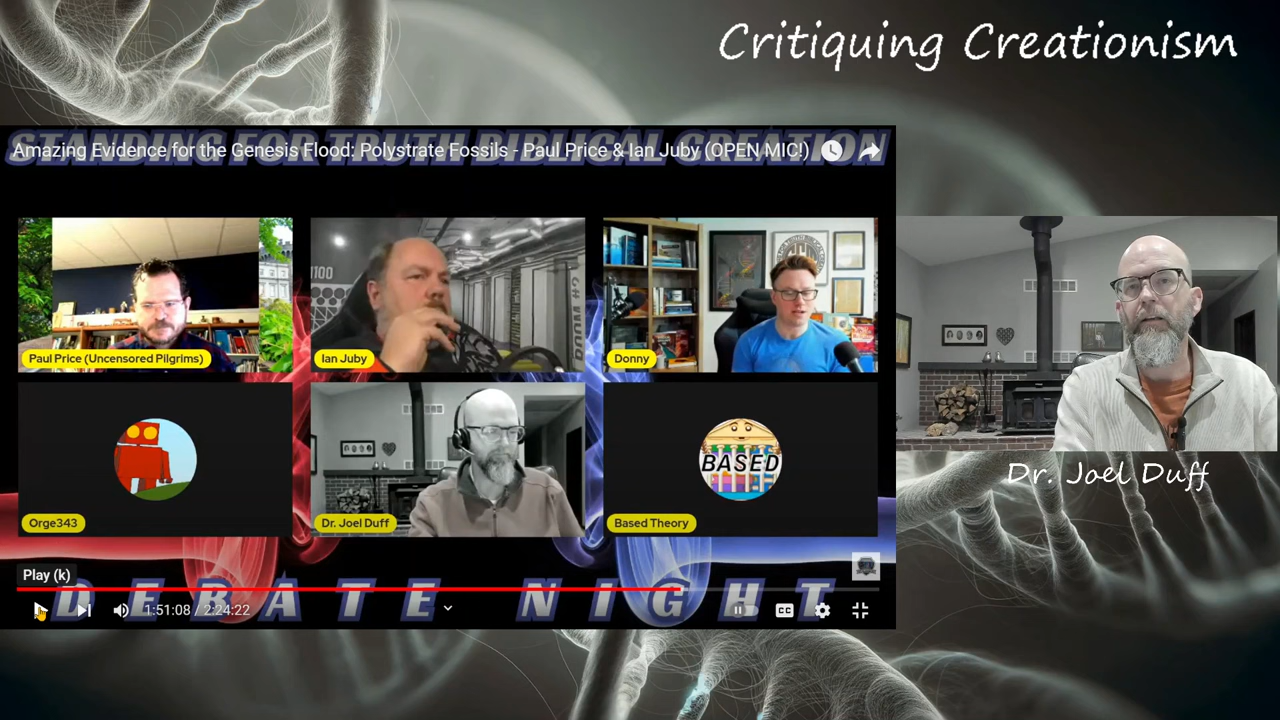 Critiquing Creationism
STANDING FOR TRUTH BIBLICAL CREATION
Amazing Evidence for the Genesis Flood: Polystrate Fossils - Paul Price & Ian Juby (OPEN MIC!)
Paul Price (Uncensored Pilgrims)
Ian Juby
Donny
BASED
Orge343
Dr. Joel Duff
Based Theory
Dr. Joel Duff
Play (k)
DEBATE NIGHT
1:51:08 / 2:24:22
CC